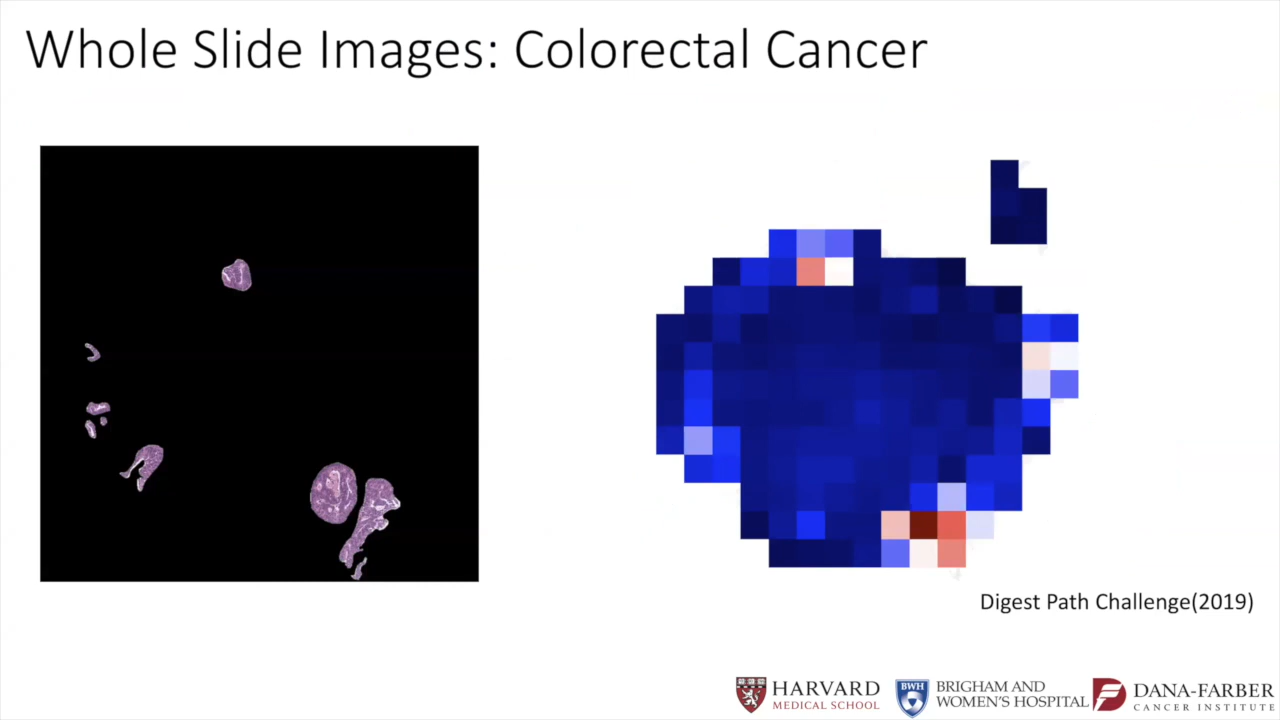 Whole Slide Images: Colorectal Cancer
Digest Path Challenge(2019)
HARVARD
MEDICAL SCHOOL
BWH
BRIGHAM AND
WOMEN'S HOSPITAL
DANA-FARBER
CANCER INSTITUTE